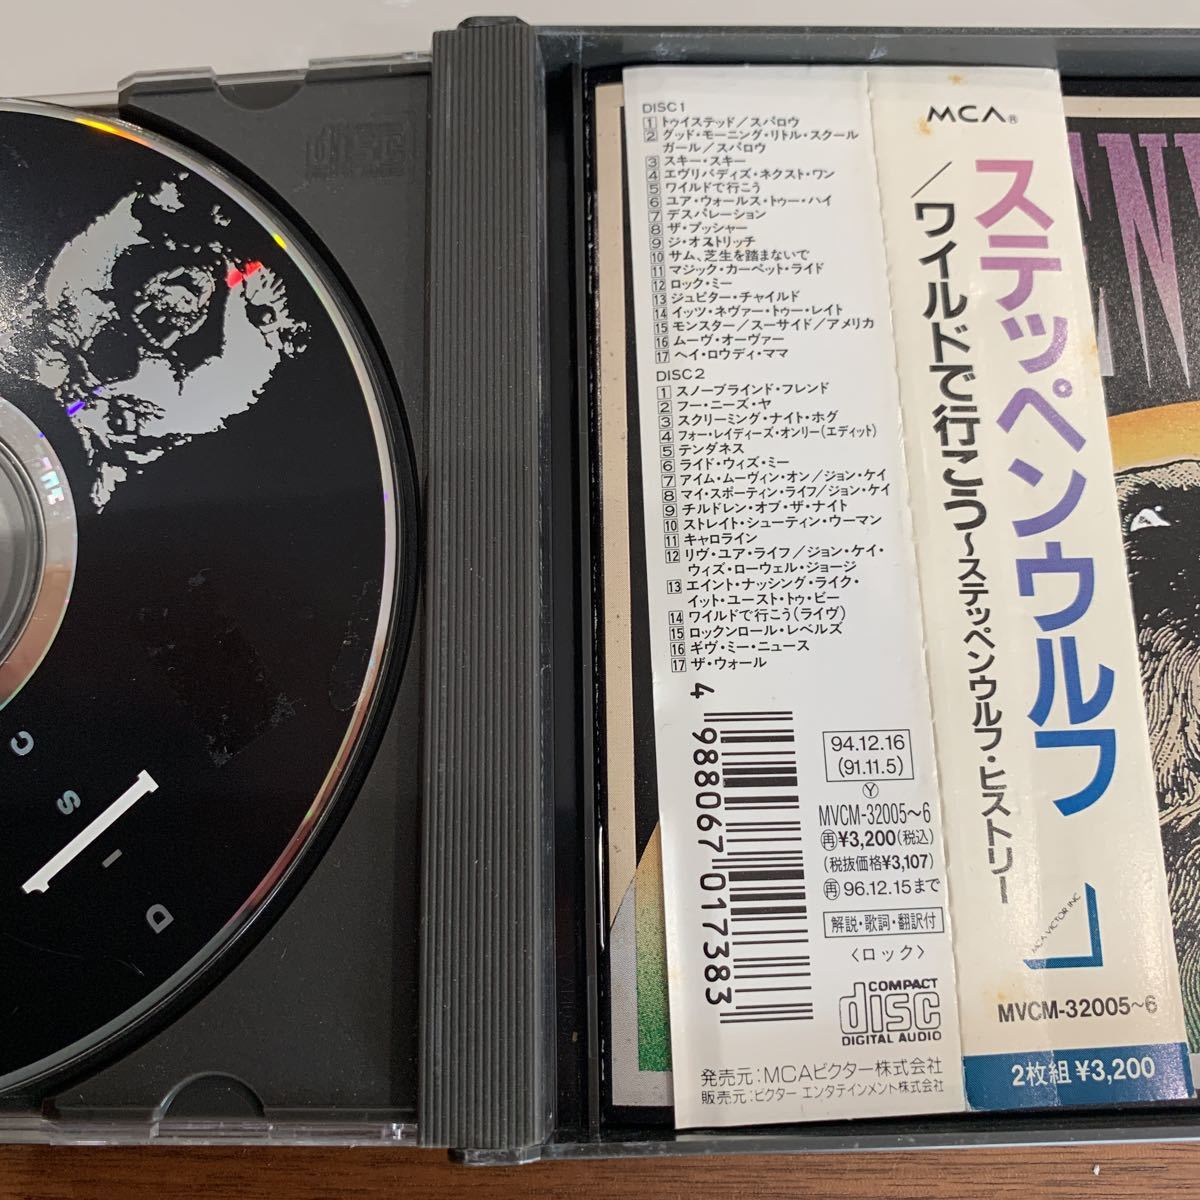 DISC 1
1 トゥイステッド／スパロウ
2 グッド・モーニング・リトル・スクール
ガール／スパロウ
3 スキー・スキー
4 エヴリバディズ・ネクスト・ワン
5 ワイルドで行こう
6 ユア・ウォールス・トゥー・ハイ
7 デスパレーション
8 ザ・プッシャー
9 ジ・オストリッチ
10 サム、芝生を踏まないで
11 マジック・カーペット・ライド
12 ロック・ミー
13 ジュピター・チャイルド
14 イッツ・ネヴァー・トゥー・レイト
15 モンスター／スーサイド／アメリカ
16 ムーヴ・オーヴァー
17 ヘイ・ロウディ・ママ
DISC 2
1 スノーブラインド・フレンド
2 フー・ニーズ・ヤ
3 スクリーミング・ナイト・ホグ
4 フォー・レイディーズ・オンリー(エディット)
5 テンダネス
6 ライド・ウィズ・ミー
7 アイム・ムーヴィン・オン／ジョン・ケイ
8 マイ・スポーティン・ライフ／ジョン・ケイ
9 チルドレン・オブ・ザ・ナイト
10 ストレイト・シューティン・ウーマン
11 キャロライン
12 リヴ・ユア・ライフ／ジョン・ケイ・
ウィズ・ローウェル・ジョージ
13 エイント・ナッシング・ライク・
イット・ユースト・トゥ・ビー
14 ワイルドで行こう(ライヴ)
15 ロックンロール・レベルズ
16 ギヴ・ミー・ニュース
17 ザ・ウォール
4 988067 017383
94.12.16
(91.11.5)
Y
MVCM-32005～6
再¥3,200(税込)
(税抜価格¥3,107)
再96.12.15まで
解説・歌詞・翻訳付
〈ロック〉
COMPACT
disc
DIGITAL AUDIO
発売元：MCAビクター株式会社
販売元：ビクター エンタテインメント株式会社
MCA®
ステッペンウルフ
／ワイルドで行こう～ステッペンウルフ・ヒストリー
MCA VICTOR INC
MVCM-32005～6
2枚組 ¥3,200
DISC
I